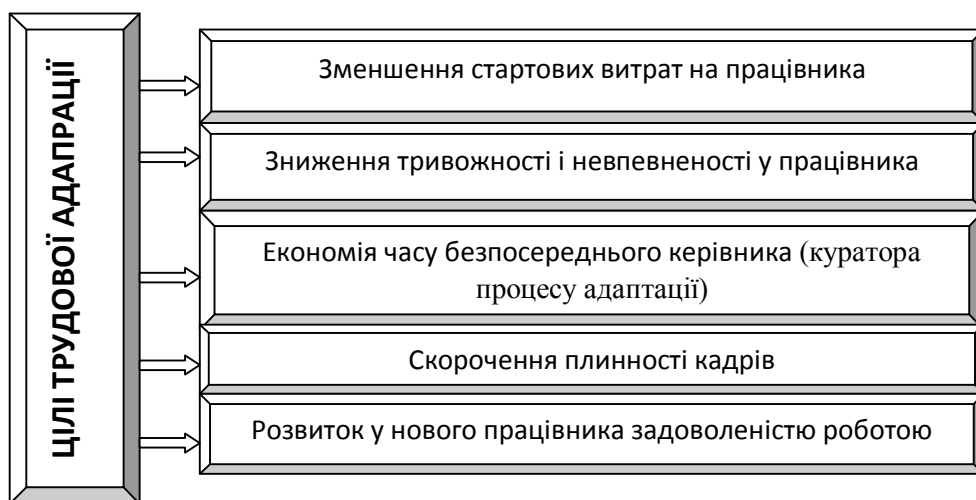 ЦІЛІ ТРУДОВОЇ АДАПРАЦІЇ
Зменшення стартових витрат на працівника
Зниження тривожності і невпевненості у працівника
Економія часу безпосереднього керівника (куратора
процесу адаптації)
Скорочення плинності кадрів
Розвиток у нового працівника задоволеністю роботою